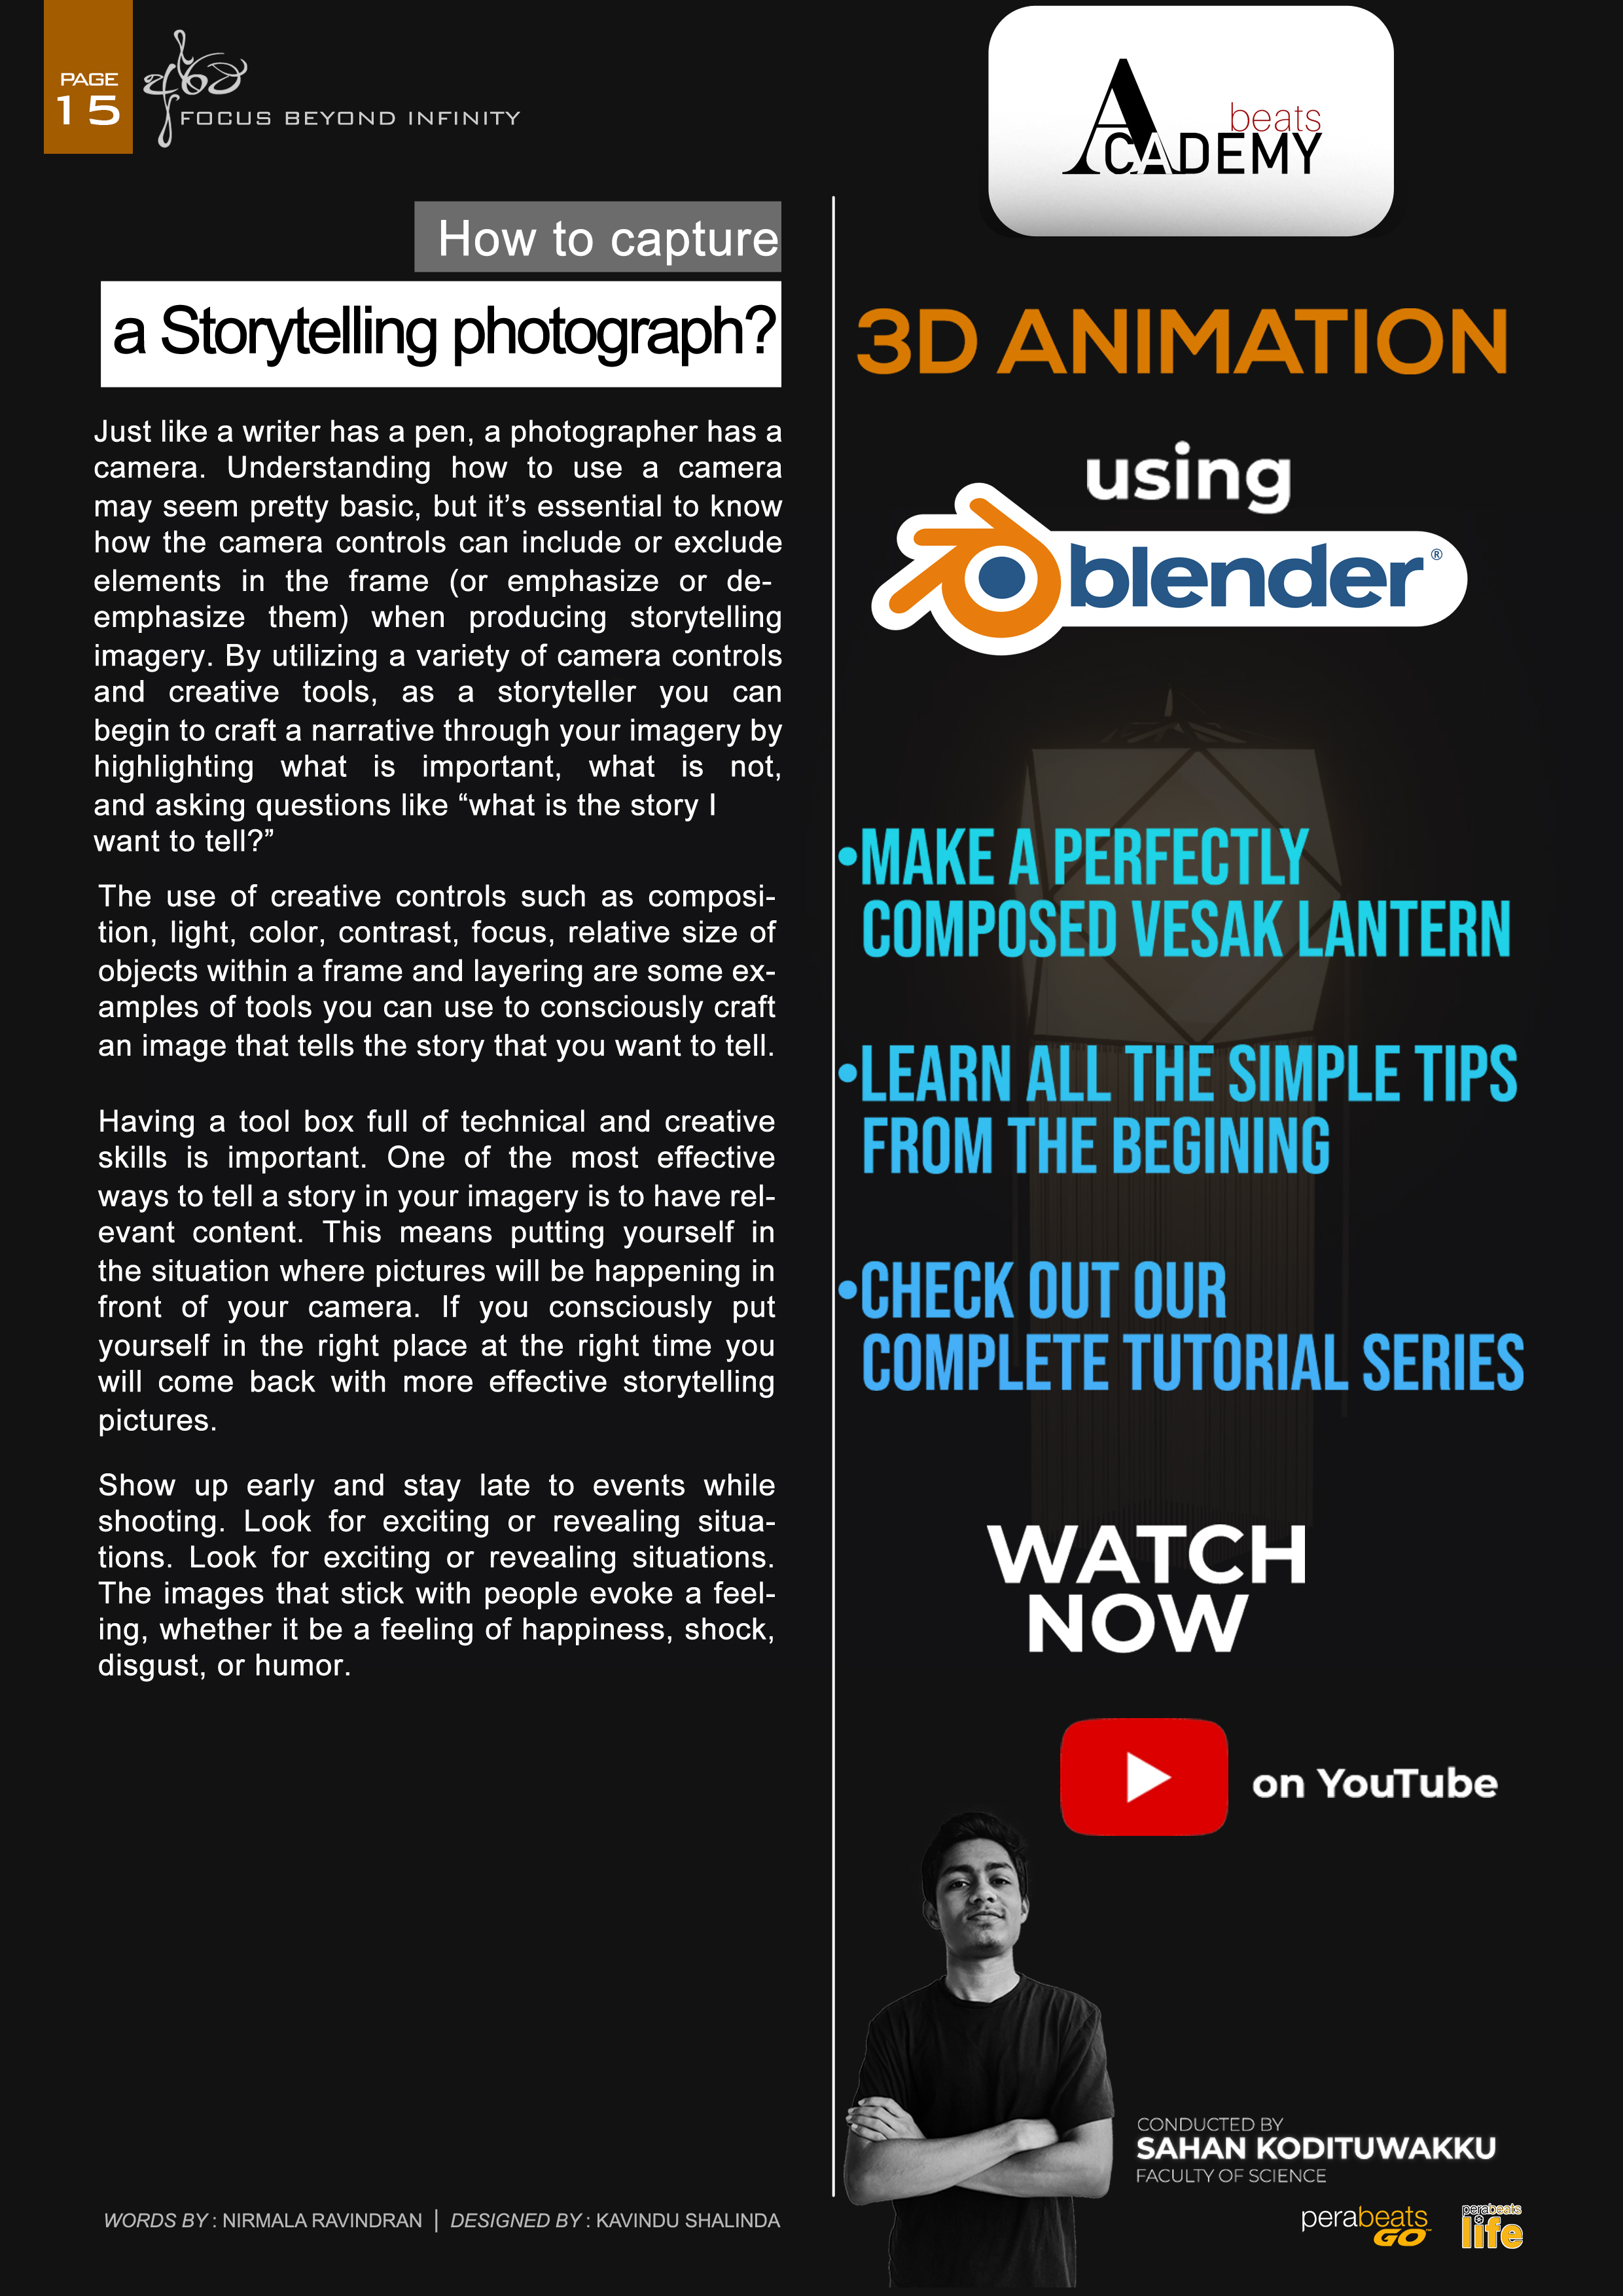 PAGE
15
අපිච
FOCUS BEYOND INFINITY
How to capture
a Storytelling photograph?
Just like a writer has a pen, a photographer has a
camera. Understanding how to use a camera
may seem pretty basic, but it’s essential to know
how the camera controls can include or exclude
elements in the frame (or emphasize or de-
emphasize them) when producing storytelling
imagery. By utilizing a variety of camera controls
and creative tools, as a storyteller you can
begin to craft a narrative through your imagery by
highlighting what is important, what is not,
and asking questions like “what is the story I
want to tell?”
The use of creative controls such as composi-
tion, light, color, contrast, focus, relative size of
objects within a frame and layering are some ex-
amples of tools you can use to consciously craft
an image that tells the story that you want to tell.
Having a tool box full of technical and creative
skills is important. One of the most effective
ways to tell a story in your imagery is to have rel-
evant content. This means putting yourself in
the situation where pictures will be happening in
front of your camera. If you consciously put
yourself in the right place at the right time you
will come back with more effective storytelling
pictures.
Show up early and stay late to events while
shooting. Look for exciting or revealing situa-
tions. Look for exciting or revealing situations.
The images that stick with people evoke a feel-
ing, whether it be a feeling of happiness, shock,
disgust, or humor.
WORDS BY : NIRMALA RAVINDRAN | DESIGNED BY : KAVINDU SHALINDA
beats
ACADEMY
3D ANIMATION
using
blender®
•MAKE A PERFECTLY
COMPOSED VESAK LANTERN
•LEARN ALL THE SIMPLE TIPS
FROM THE BEGINING
•CHECK OUT OUR
COMPLETE TUTORIAL SERIES
WATCH
NOW
on YouTube
CONDUCTED BY
SAHAN KODITUWAKKU
FACULTY OF SCIENCE
perabeats
GO™
perabeats
life